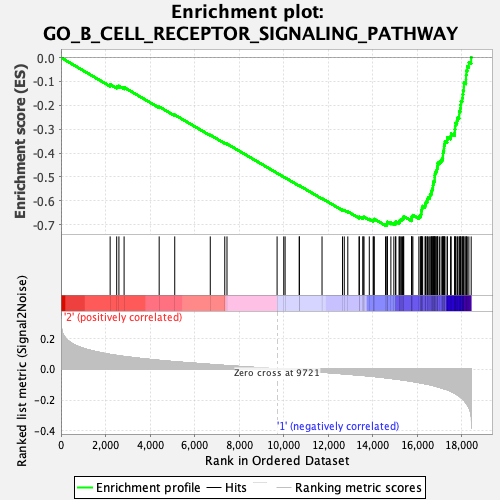 Enrichment plot:
GO_B_CELL_RECEPTOR_SIGNALING_PATHWAY
Enrichment score (ES)
0.0
-0.1
-0.2
-0.3
-0.4
-0.5
-0.6
-0.7
'2' (positively correlated)
Ranked list metric (Signal2Noise)
0.2
0.0
-0.2
-0.4
Zero cross at 9721
'1' (negatively correlated)
0
2,000
4,000
6,000
8,000
10,000
12,000
14,000
16,000
18,000
Rank in Ordered Dataset
Enrichment profile
Hits
Ranking metric scores